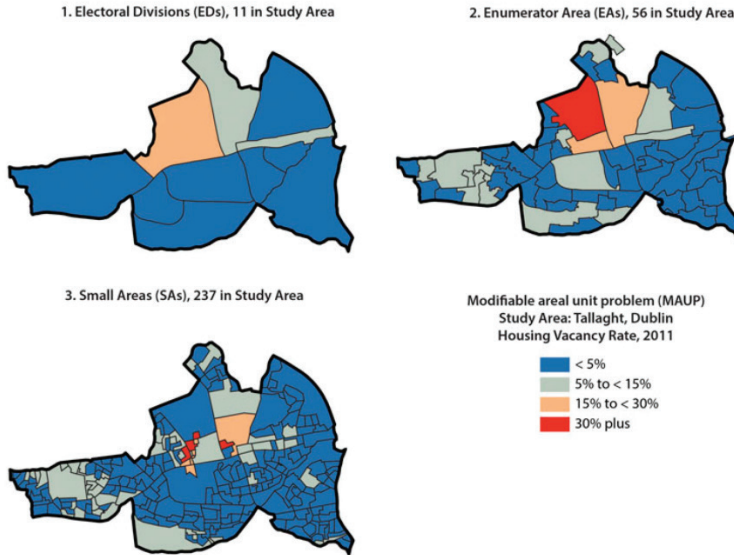 1. Electoral Divisions (EDs), 11 in Study Area
2. Enumerator Area (EAs), 56 in Study Area
3. Small Areas (SAs), 237 in Study Area
Modifiable areal unit problem (MAUP)
Study Area: Tallaght, Dublin
Housing Vacancy Rate, 2011
< 5%
5% to < 15%
15% to < 30%
30% plus